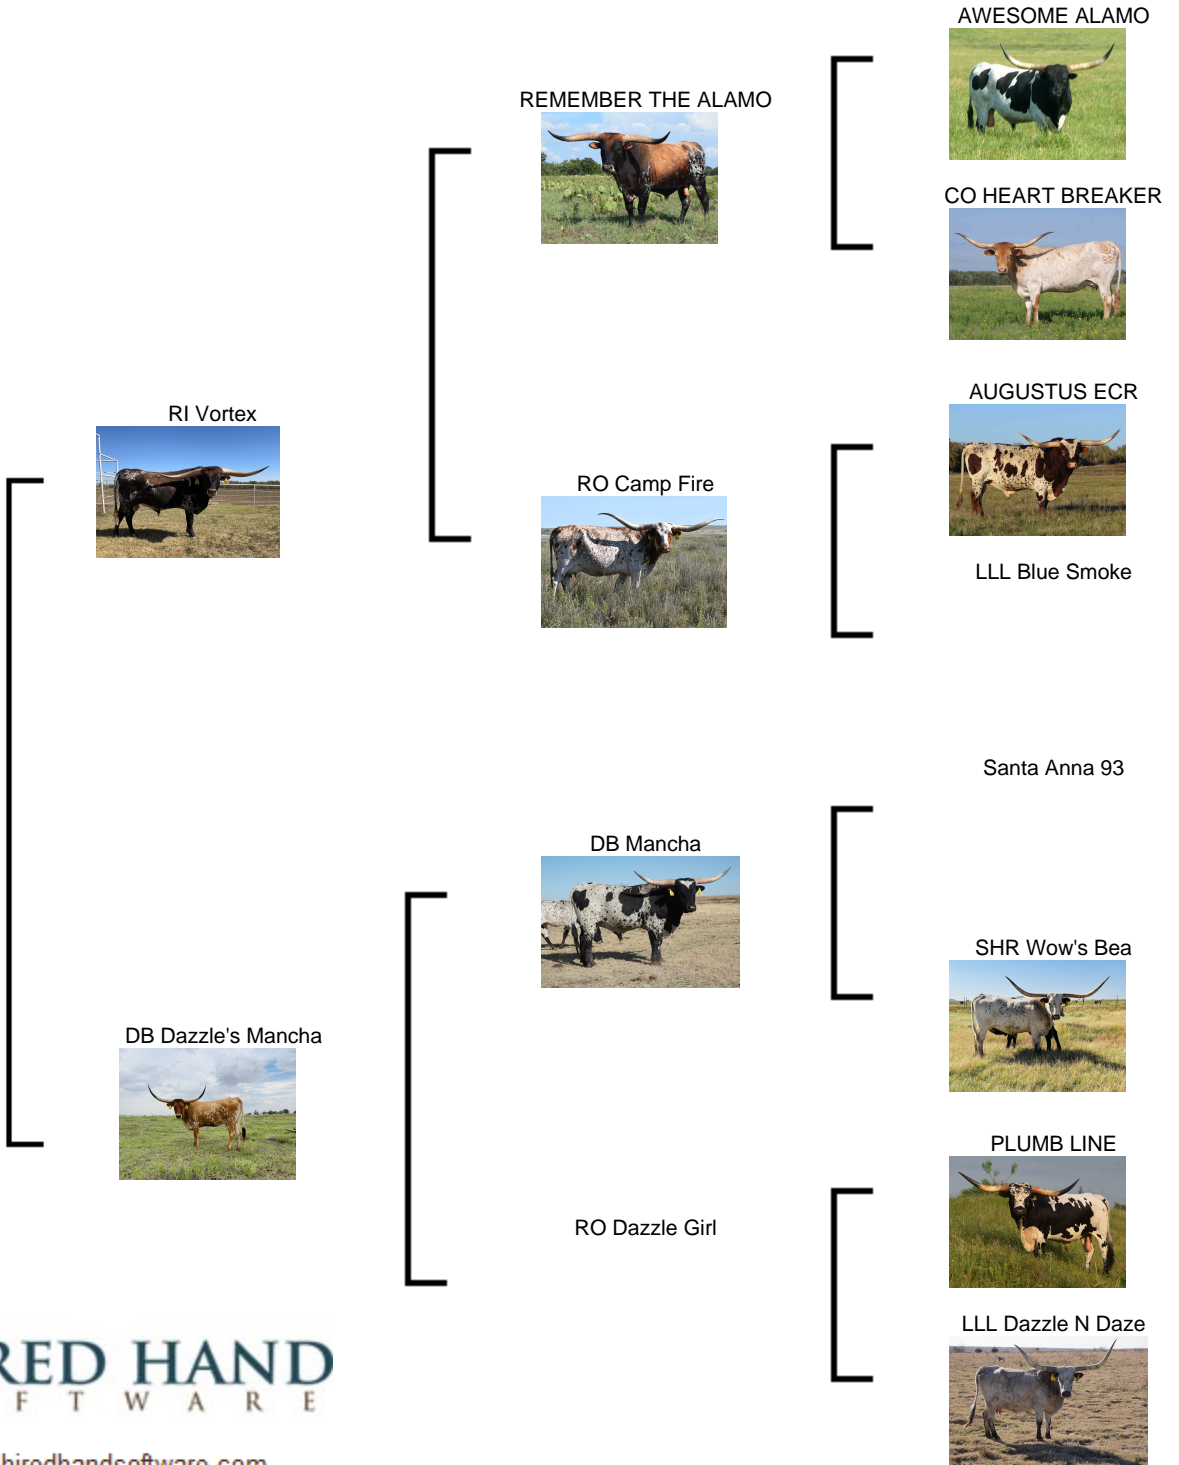 AWESOME ALAMO
REMEMBER THE ALAMO
CO HEART BREAKER
AUGUSTUS ECR
RI Vortex
RO Camp Fire
LLL Blue Smoke
Santa Anna 93
DB Mancha
SHR Wow's Bea
DB Dazzle's Mancha
PLUMB LINE
RO Dazzle Girl
LLL Dazzle N Daze
RED HAND
F T W A R E
hiredhandsoftware.com